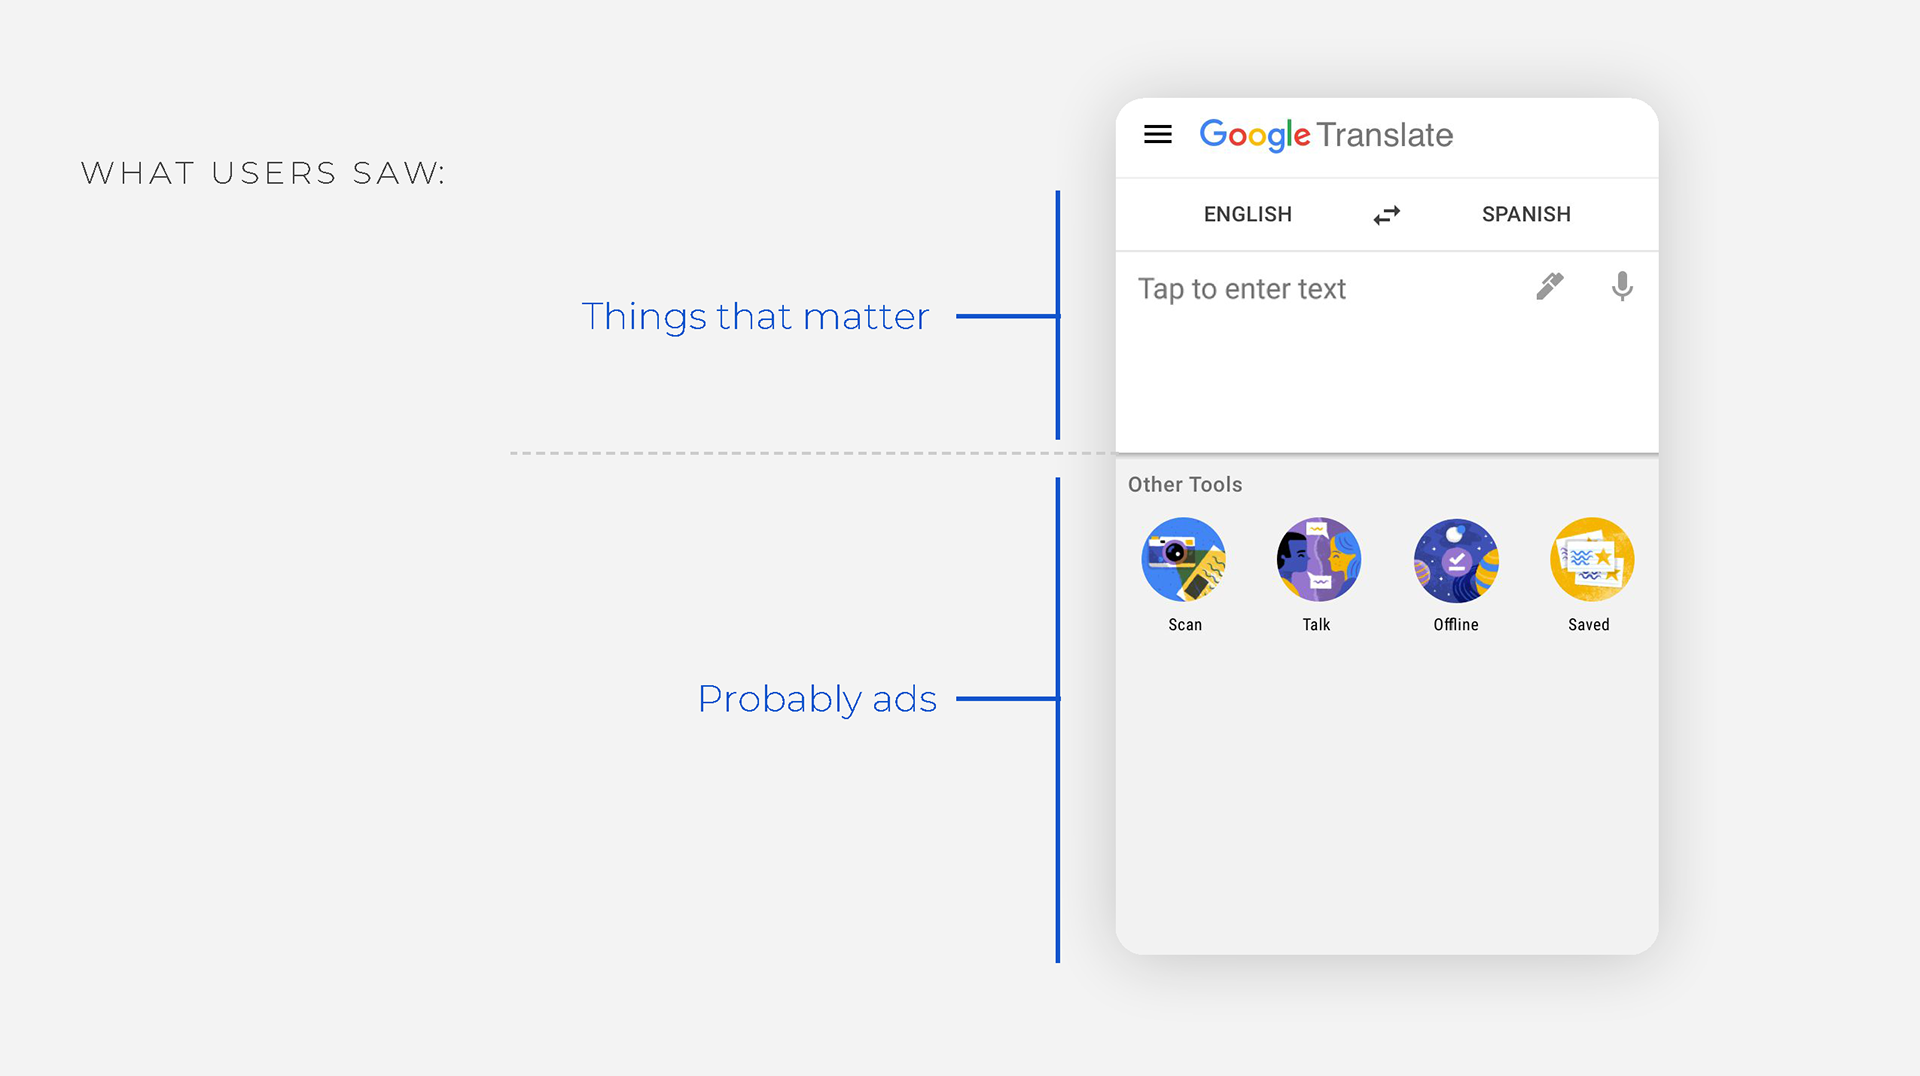 WHAT USERS SAW:
Things that matter
Probably ads
Google Translate
ENGLISH SPANISH
Tap to enter text
Other Tools
Scan Talk Offline Saved